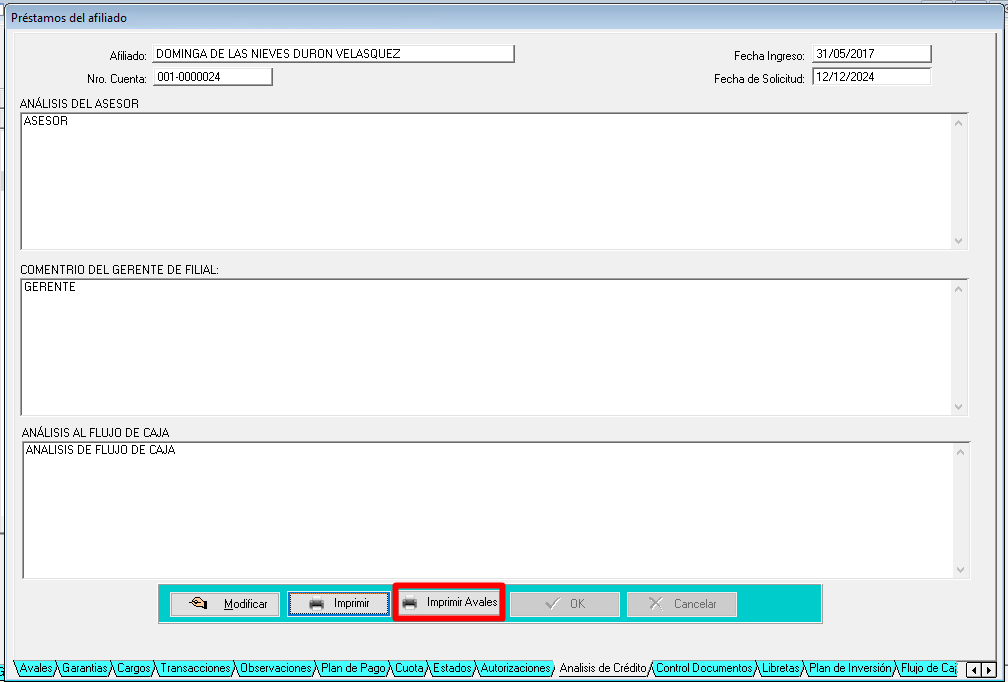 Préstamos del afiliado
Afiliado: DOMINGA DE LAS NIEVES DURON VELASQUEZ Fecha Ingreso: 31/05/2017
Nro. Cuenta: 001-0000024 Fecha de Solicitud: 12/12/2024
ANÁLISIS DEL ASESOR
ASESOR
COMENTRIO DEL GERENTE DE FILIAL:
GERENTE
ANÁLISIS AL FLUJO DE CAJA
ANALISIS DE FLUJO DE CAJA
Modificar Imprimir Imprimir Avales OK Cancelar
Avales Garantias Cargos Transacciones Observaciones Plan de Pago Cuota Estados Autorizaciones Analisis de Crédito Control Documentos Libretas Plan de Inversión Flujo de Caj